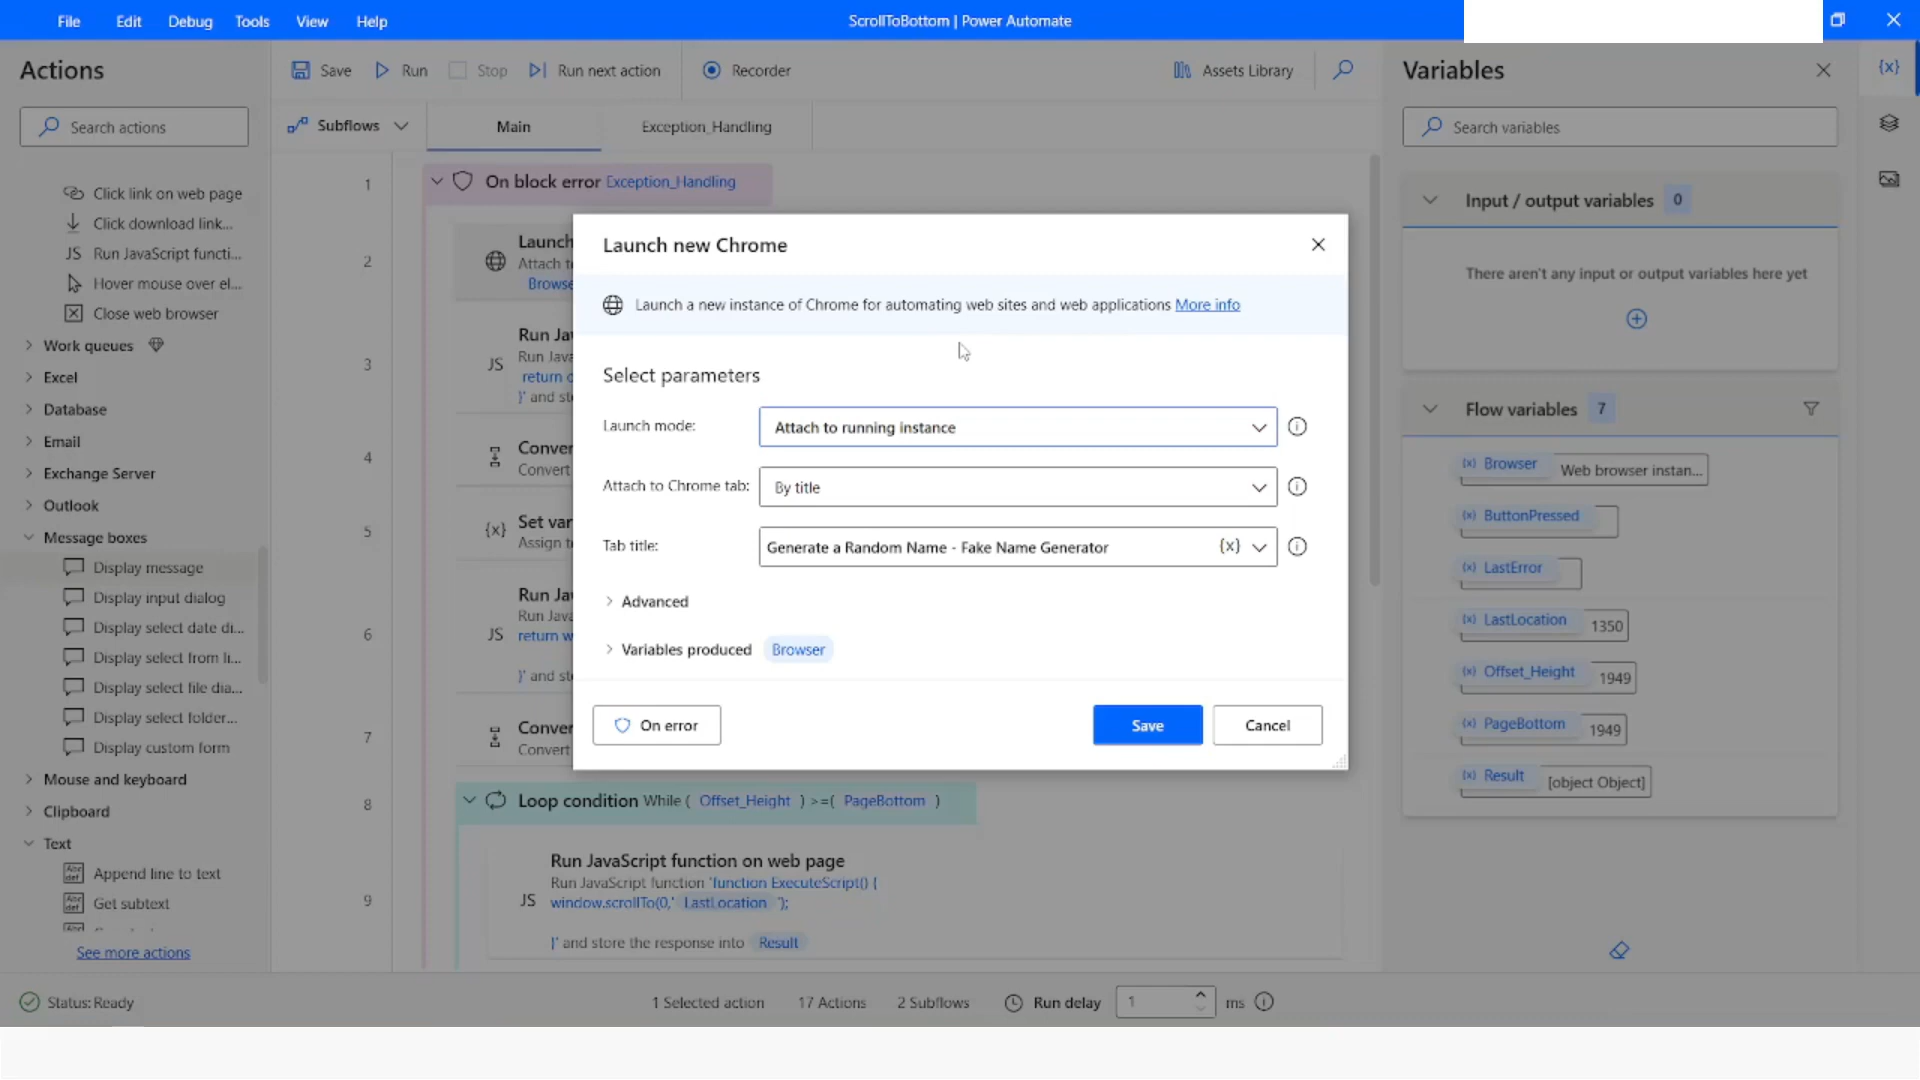 File Edit Debug Tools View Help
ScrollToBottom | Power Automate
Actions
Search actions
Click link on web page
Click download link...
JS Run JavaScript functi...
Hover mouse over el...
Close web browser
Work queues
Excel
Database
Email
Exchange Server
Outlook
Message boxes
Display message
Display input dialog
Display select date di...
Display select from li...
Display select file dia...
Display select folder...
Display custom form
Mouse and keyboard
Clipboard
Text
Append line to text
Get subtext
See more actions
Save Run Stop Run next action Recorder Assets Library
Subflows Main Exception_Handling
1 On block error Exception_Handling
2 Launch
Attach t
Browse
3 JS Run Ja
Run Java
return
}' and st
4 Conver
Convert
5 {x} Set var
Assign t
6 JS Run Ja
Run Java
return w
}' and st
7 Conver
Convert
8 Loop condition While ( Offset_Height ) >=( PageBottom )
9 JS Run JavaScript function on web page
Run JavaScript function 'function ExecuteScript() {
window.scrollTo(0,' LastLocation ');
}' and store the response into Result
Launch new Chrome
Launch a new instance of Chrome for automating web sites and web applications More info
Select parameters
Launch mode: Attach to running instance
Attach to Chrome tab: By title
Tab title: Generate a Random Name - Fake Name Generator {x}
Advanced
Variables produced Browser
On error Save Cancel
Variables
{x}
Search variables
Input / output variables 0
There aren't any input or output variables here yet
Flow variables 7
(x) Browser Web browser instan...
(x) ButtonPressed
(x) LastError
(x) LastLocation 1350
(x) Offset_Height 1949
(x) PageBottom 1949
(x) Result [object Object]
Status: Ready 1 Selected action 17 Actions 2 Subflows Run delay 1 ms